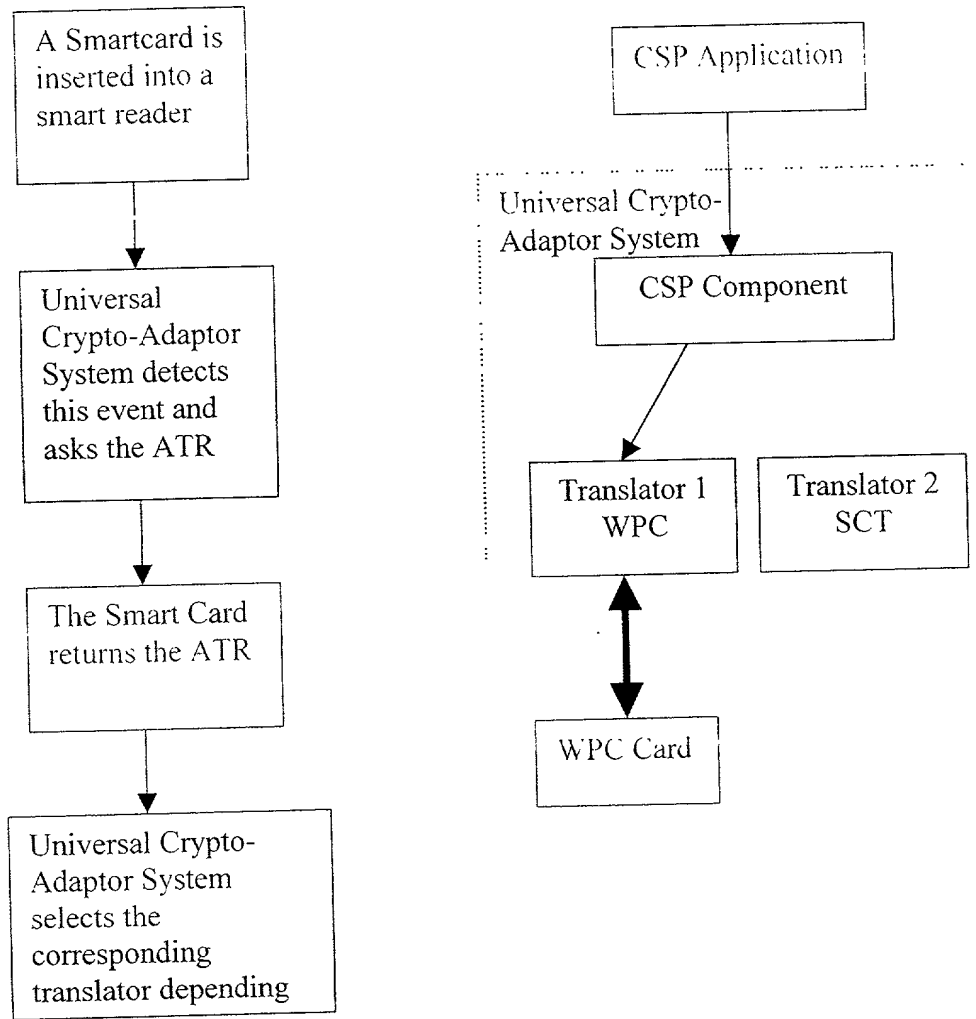 A Smartcard is
inserted into a
smart reader
Universal
Crypto-Adaptor
System detects
this event and
asks the ATR
The Smart Card
returns the ATR
Universal Crypto-
Adaptor System
selects the
corresponding
translator depending
CSP Application
Universal Crypto-
Adaptor System
CSP Component
Translator 1
WPC
Translator 2
SCT
WPC Card